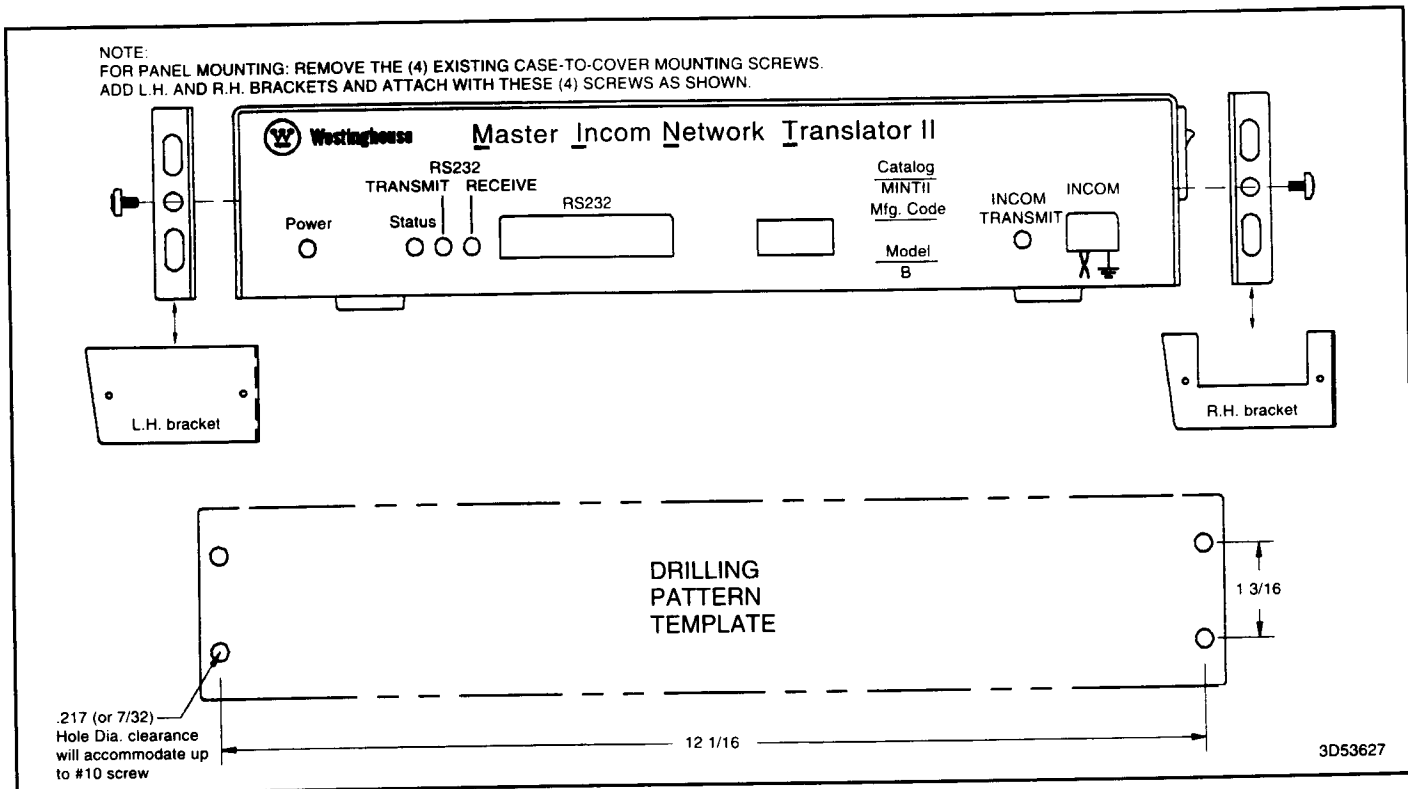 NOTE:
FOR PANEL MOUNTING: REMOVE THE (4) EXISTING CASE-TO-COVER MOUNTING SCREWS.
ADD L.H. AND R.H. BRACKETS AND ATTACH WITH THESE (4) SCREWS AS SHOWN.
W Westinghouse
Master Incom Network Translator II
RS232
TRANSMIT RECEIVE
Power
Status
RS232
Catalog
MINTII
Mfg. Code
Model
B
INCOM
TRANSMIT
INCOM
L.H. bracket
R.H. bracket
DRILLING
PATTERN
TEMPLATE
1 3/16
.217 (or 7/32)
Hole Dia. clearance
will accommodate up
to #10 screw
12 1/16
3D53627